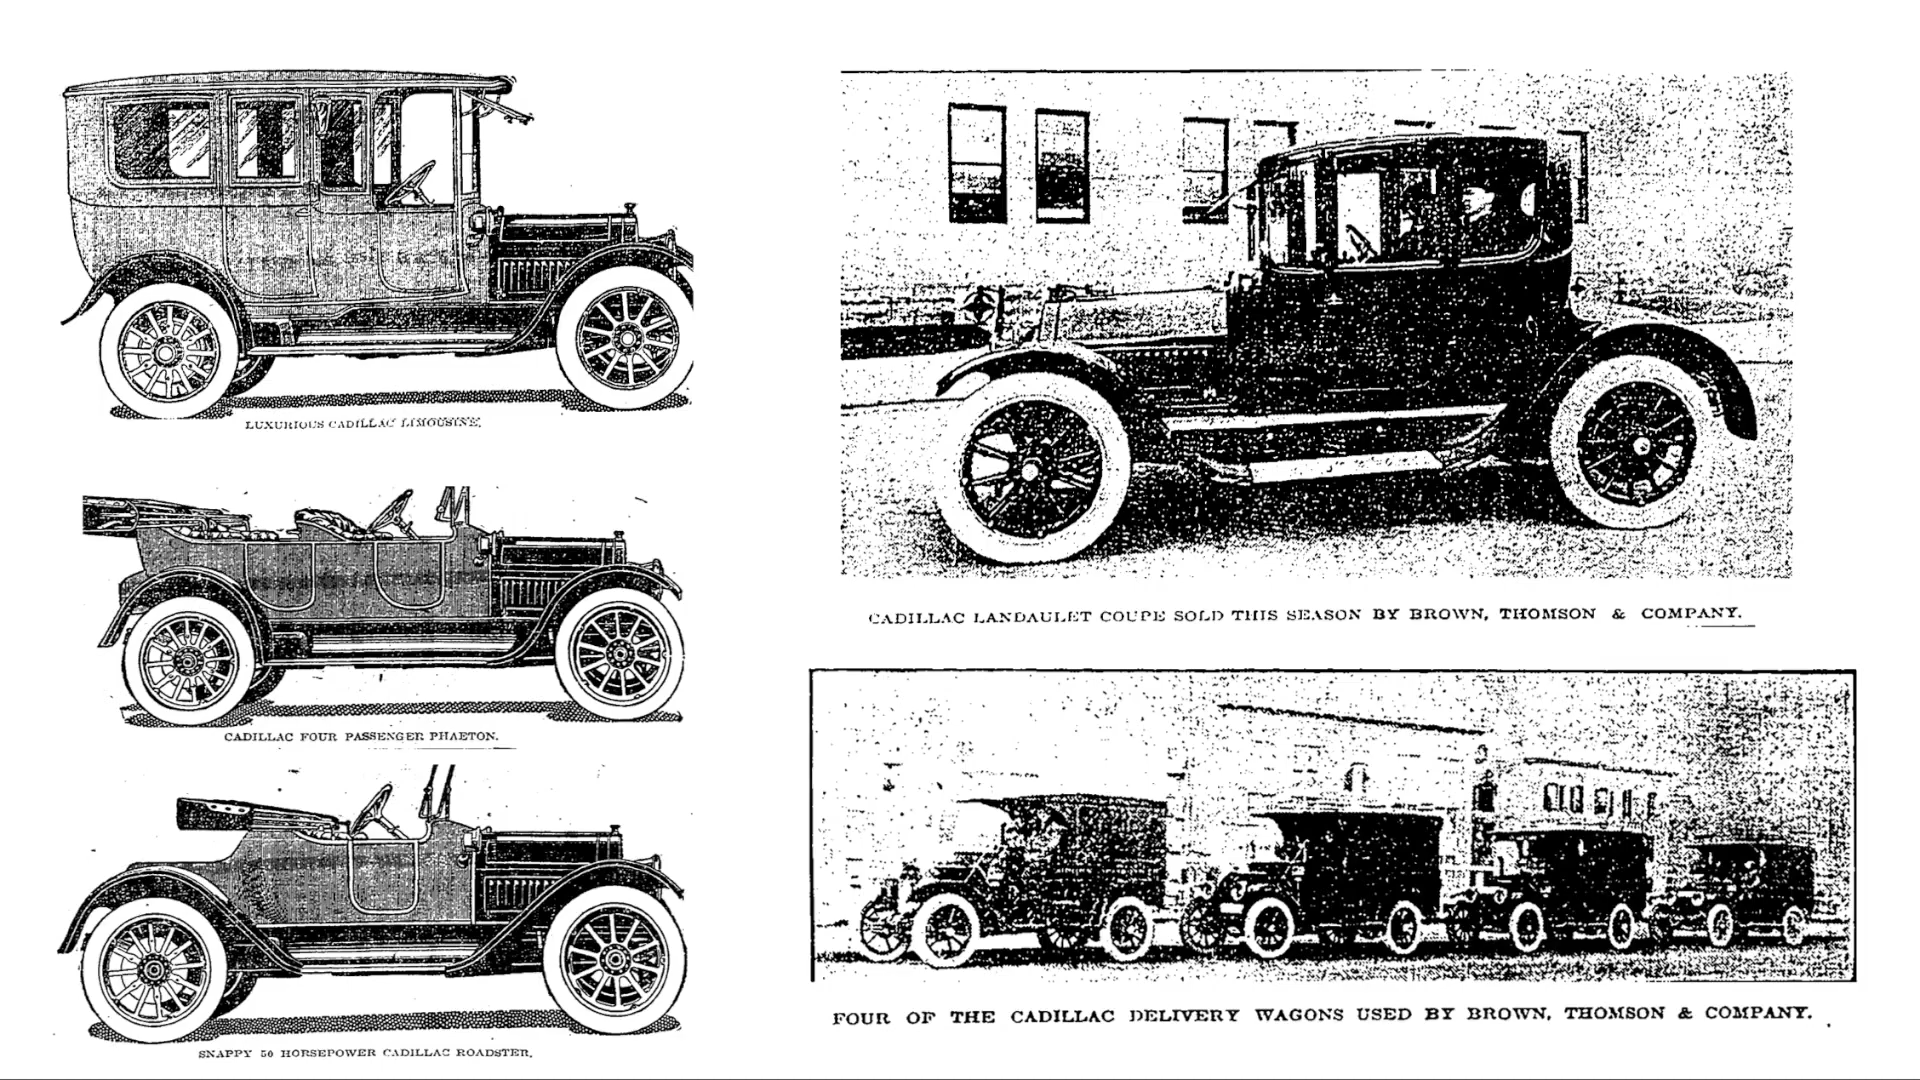 LUXURIOUS CADILLAC LIMOUSINE.
CADILLAC FOUR PASSENGER PHAETON.
SNAPPY 50 HORSEPOWER CADILLAC ROADSTER.
CADILLAC LANDAULET COUPE SOLD THIS SEASON BY BROWN, THOMSON & COMPANY.
FOUR OF THE CADILLAC DELIVERY WAGONS USED BY BROWN, THOMSON & COMPANY.